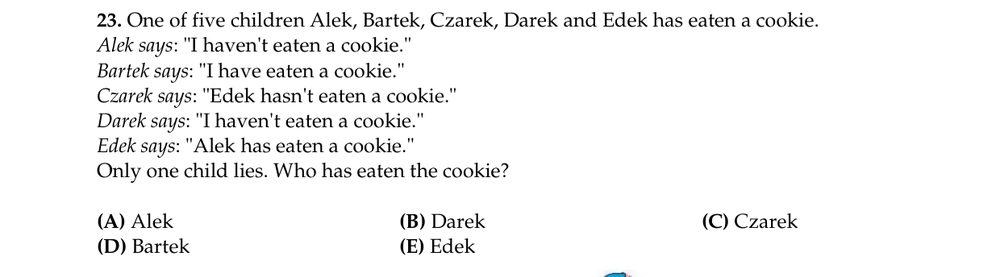 23. One of five children Alek, Bartek, Czarek, Darek and Edek has eaten a cookie.
Alek says: "I haven't eaten a cookie."
Bartek says: "I have eaten a cookie."
Czarek says: "Edek hasn't eaten a cookie."
Darek says: "I haven't eaten a cookie."
Edek says: "Alek has eaten a cookie."
Only one child lies. Who has eaten the cookie?
(A) Alek (B) Darek (C) Czarek
(D) Bartek (E) Edek